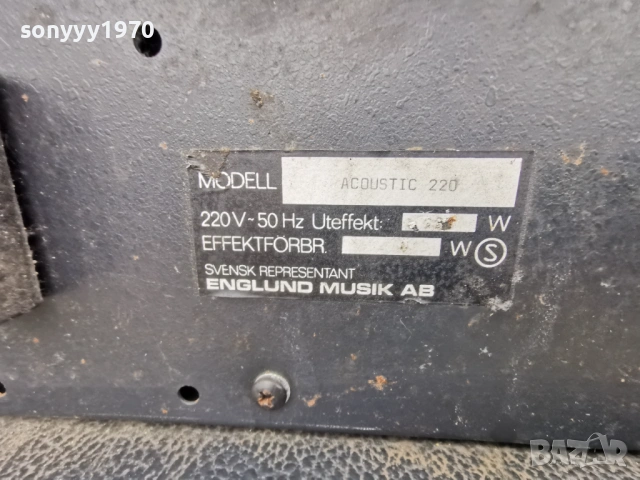 sonyyy1970
MODELL ACOUSTIC 220
220V-50 Hz Uteffekt: W
EFFEKTFÖRBR. W Ⓢ
SVENSK REPRESENTANT
ENGLUND MUSIK AB
BAZAR